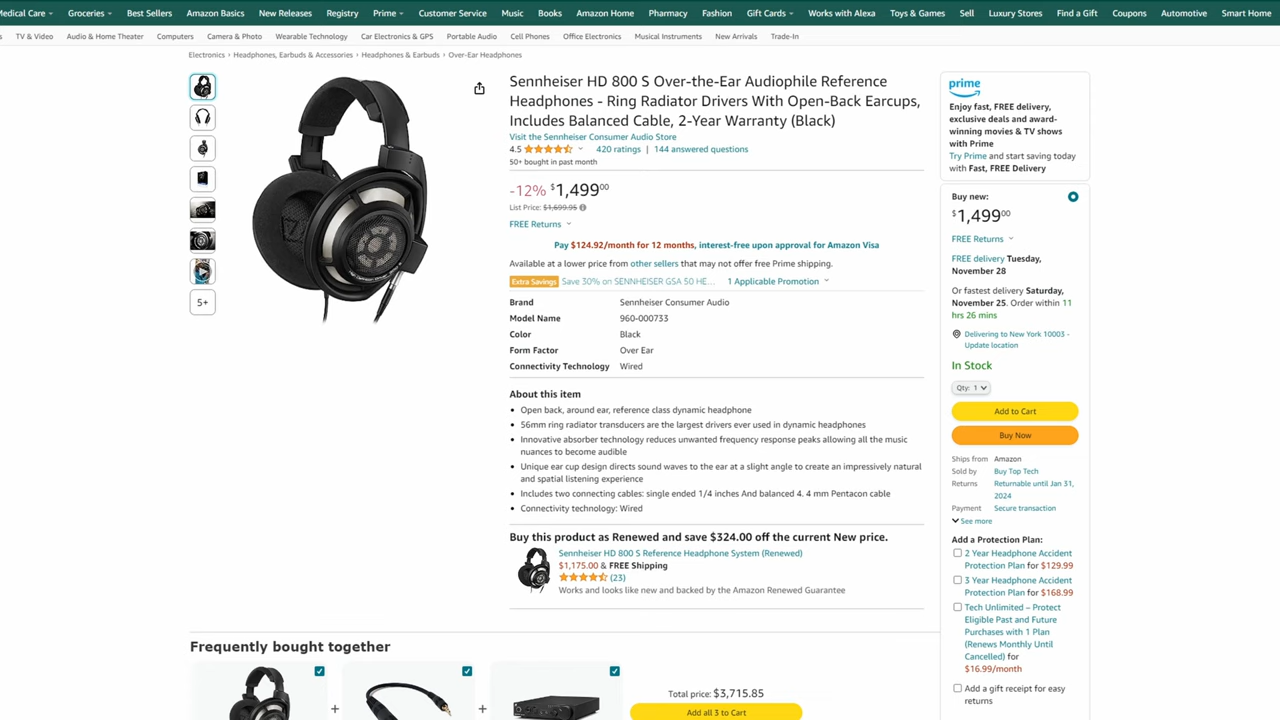 Medical Care
Groceries
Best Sellers
Amazon Basics
New Releases
Registry
Prime
Customer Service
Music
Books
Amazon Home
Pharmacy
Fashion
Gift Cards
Works with Alexa
Toys & Games
Sell
Luxury Stores
Find a Gift
Coupons
Automotive
Smart Home
s
TV & Video
Audio & Home Theater
Computers
Camera & Photo
Wearable Technology
Car Electronics & GPS
Portable Audio
Cell Phones
Office Electronics
Musical Instruments
New Arrivals
Trade-In
Electronics › Headphones, Earbuds & Accessories › Headphones & Earbuds › Over-Ear Headphones
5+
Sennheiser HD 800 S Over-the-Ear Audiophile Reference
Headphones - Ring Radiator Drivers With Open-Back Earcups,
Includes Balanced Cable, 2-Year Warranty (Black)
Visit the Sennheiser Consumer Audio Store
4.5 420 ratings | 144 answered questions
50+ bought in past month
-12% $1,499.00
List Price: $1,699.95
FREE Returns
Pay $124.92/month for 12 months, interest-free upon approval for Amazon Visa
Available at a lower price from other sellers that may not offer free Prime shipping.
Extra Savings Save 30% on SENNHEISER GSA 50 HE... 1 Applicable Promotion
Brand Sennheiser Consumer Audio
Model Name 960-000733
Color Black
Form Factor Over Ear
Connectivity Technology Wired
About this item
• Open back, around ear, reference class dynamic headphone
• 56mm ring radiator transducers are the largest drivers ever used in dynamic headphones
• Innovative absorber technology reduces unwanted frequency response peaks allowing all the music
nuances to become audible
• Unique ear cup design directs sound waves to the ear at a slight angle to create an impressively natural
and spatial listening experience
• Includes two connecting cables: single ended 1/4 inches And balanced 4. 4 mm Pentacon cable
• Connectivity technology: Wired
Buy this product as Renewed and save $324.00 off the current New price.
Sennheiser HD 800 S Reference Headphone System (Renewed)
$1,175.00 & FREE Shipping
(23)
Works and looks like new and backed by the Amazon Renewed Guarantee
Frequently bought together
+
+
Total price: $3,715.85
Add all 3 to Cart
prime
Enjoy fast, FREE delivery,
exclusive deals and award-
winning movies & TV shows
with Prime
Try Prime and start saving today
with Fast, FREE Delivery
Buy new:
$1,499.00
FREE Returns
FREE delivery Tuesday,
November 28
Or fastest delivery Saturday,
November 25. Order within 11
hrs 26 mins
Delivering to New York 10003 -
Update location
In Stock
Qty: 1
Add to Cart
Buy Now
Ships from Amazon
Sold by Buy Top Tech
Returns Returnable until Jan 31,
2024
Payment Secure transaction
See more
Add a Protection Plan:
2 Year Headphone Accident
Protection Plan for $129.99
3 Year Headphone Accident
Protection Plan for $168.99
Tech Unlimited – Protect
Eligible Past and Future
Purchases with 1 Plan
(Renews Monthly Until
Cancelled) for
$16.99/month
Add a gift receipt for easy
returns